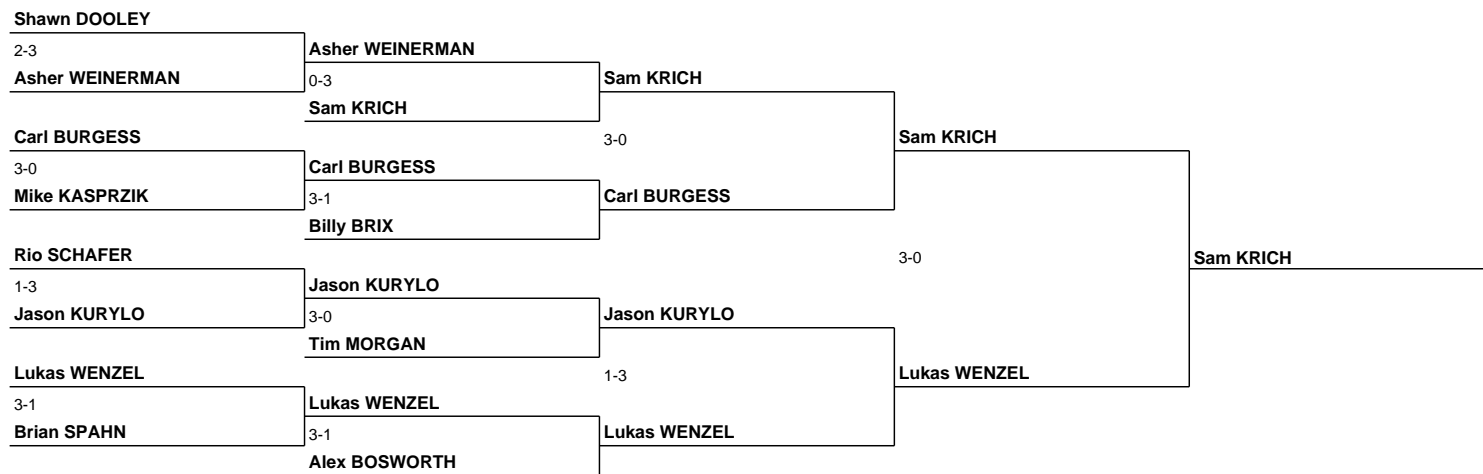 Shawn DOOLEY
2-3
Asher WEINERMAN
Asher WEINERMAN
0-3
Sam KRICH
Sam KRICH
Carl BURGESS
3-0
Mike KASPRZIK
Carl BURGESS
3-1
Billy BRIX
3-0
Carl BURGESS
Sam KRICH
Rio SCHAFER
1-3
Jason KURYLO
Jason KURYLO
3-0
Tim MORGAN
Jason KURYLO
3-0
Sam KRICH
Lukas WENZEL
3-1
Brian SPAHN
Lukas WENZEL
3-1
Alex BOSWORTH
1-3
Lukas WENZEL
Lukas WENZEL